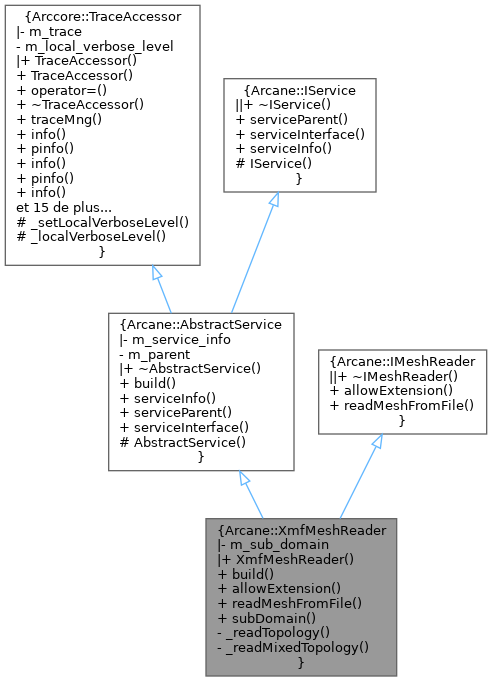 {Arccore::TraceAccessor
|- m_trace
- m_local_verbose_level
|+ TraceAccessor()
+ TraceAccessor()
+ operator=()
+ ~TraceAccessor()
+ traceMng()
+ info()
+ pinfo()
+ info()
+ pinfo()
+ info()
et 15 de plus...
# _setLocalVerboseLevel()
# _localVerboseLevel()
}
{Arcane::IService
||+ ~IService()
+ serviceParent()
+ serviceInterface()
+ serviceInfo()
# IService()
}
{Arcane::AbstractService
|- m_service_info
- m_parent
|+ ~AbstractService()
+ build()
+ serviceInfo()
+ serviceParent()
+ serviceInterface()
# AbstractService()
}
{Arcane::IMeshReader
||+ ~IMeshReader()
+ allowExtension()
+ readMeshFromFile()
}
{Arcane::XmfMeshReader
|- m_sub_domain
|+ XmfMeshReader()
+ build()
+ allowExtension()
+ readMeshFromFile()
+ subDomain()
- _readTopology()
- _readMixedTopology()
}